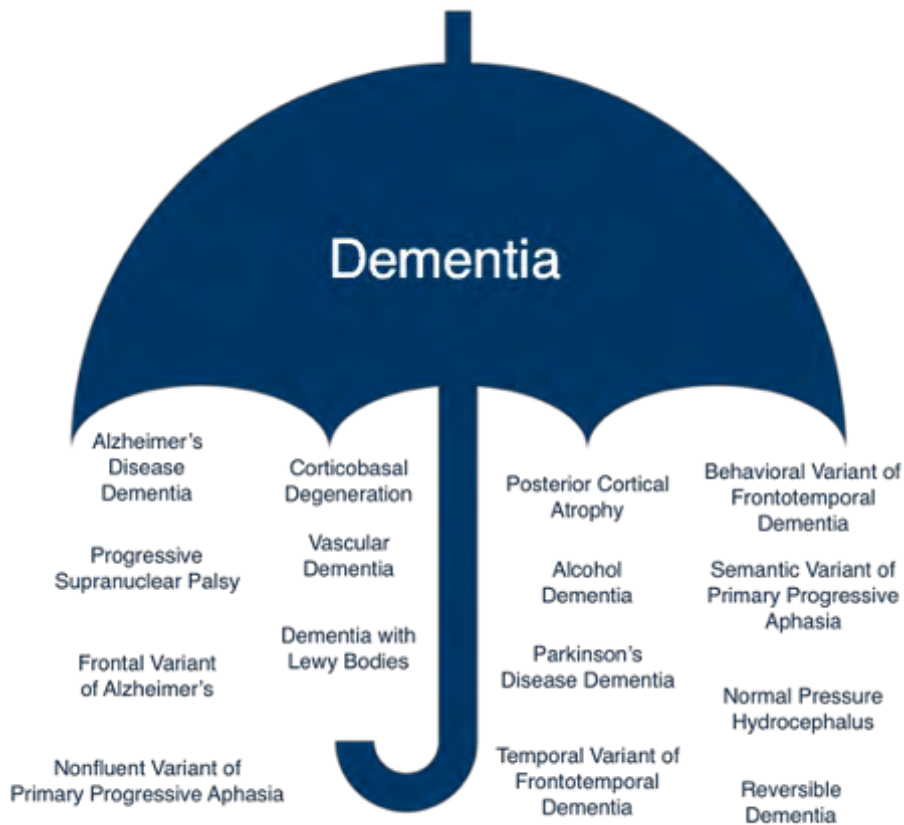 Dementia
Alzheimer's
Disease
Dementia
Progressive
Supranuclear Palsy
Frontal Variant
of Alzheimer's
Nonfluent Variant of
Primary Progressive Aphasia
Corticobasal
Degeneration
Vascular
Dementia
Dementia with
Lewy Bodies
Posterior Cortical
Atrophy
Alcohol
Dementia
Parkinson's
Disease Dementia
Temporal Variant of
Frontotemporal
Dementia
Behavioral Variant of
Frontotemporal
Dementia
Semantic Variant of
Primary Progressive
Aphasia
Normal Pressure
Hydrocephalus
Reversible
Dementia